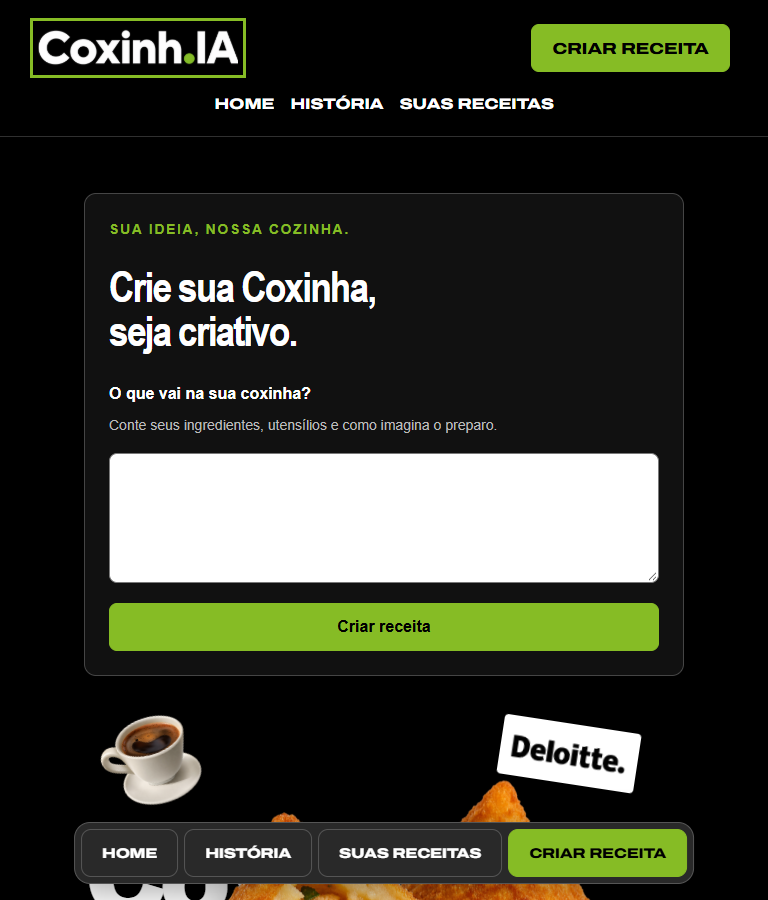 Coxinh.IA
CRIAR RECEITA
HOME HISTÓRIA SUAS RECEITAS
SUA IDEIA, NOSSA COZINHA.
Crie sua Coxinha,
seja criativo.
O que vai na sua coxinha?
Conte seus ingredientes, utensílios e como imagina o preparo.
Criar receita
Deloitte.
HOME HISTÓRIA SUAS RECEITAS CRIAR RECEITA